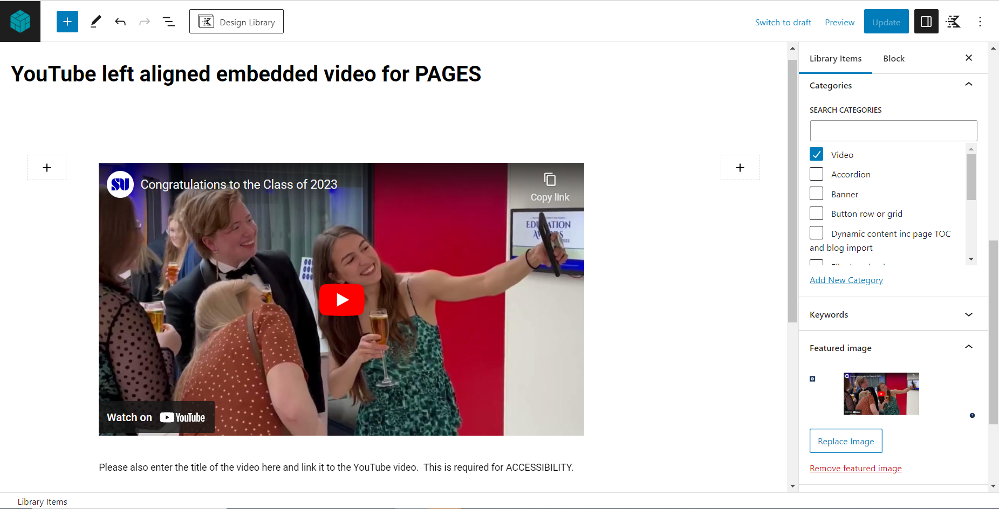 Design Library
Switch to draft
Preview
Update
YouTube left aligned embedded video for PAGES
SU
Congratulations to the Class of 2023
Copy link
EDUCATION
AWARDS
2023
Watch on YouTube
Please also enter the title of the video here and link it to the YouTube video.  This is required for ACCESSIBILITY.
Library Items
Block
Categories
SEARCH CATEGORIES
Video
Accordion
Banner
Button row or grid
Dynamic content inc page TOC
and blog import
Add New Category
Keywords
Featured image
Replace Image
Remove featured image
Library Items